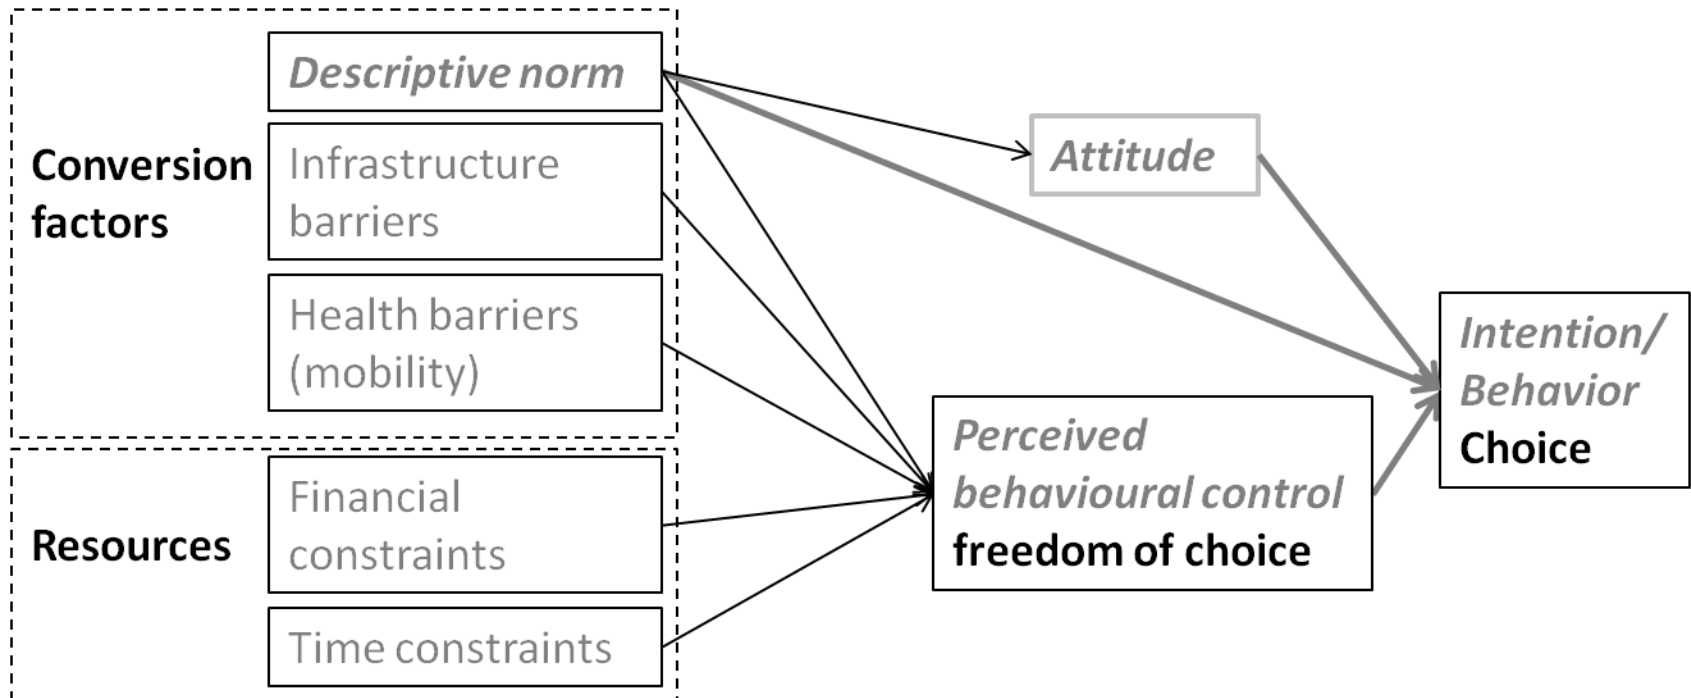 Conversion
factors
Descriptive norm
Infrastructure
barriers
Health barriers
(mobility)
Resources
Financial
constraints
Time constraints
Attitude
Perceived
behavioural control
freedom of choice
Intention/
Behavior
Choice